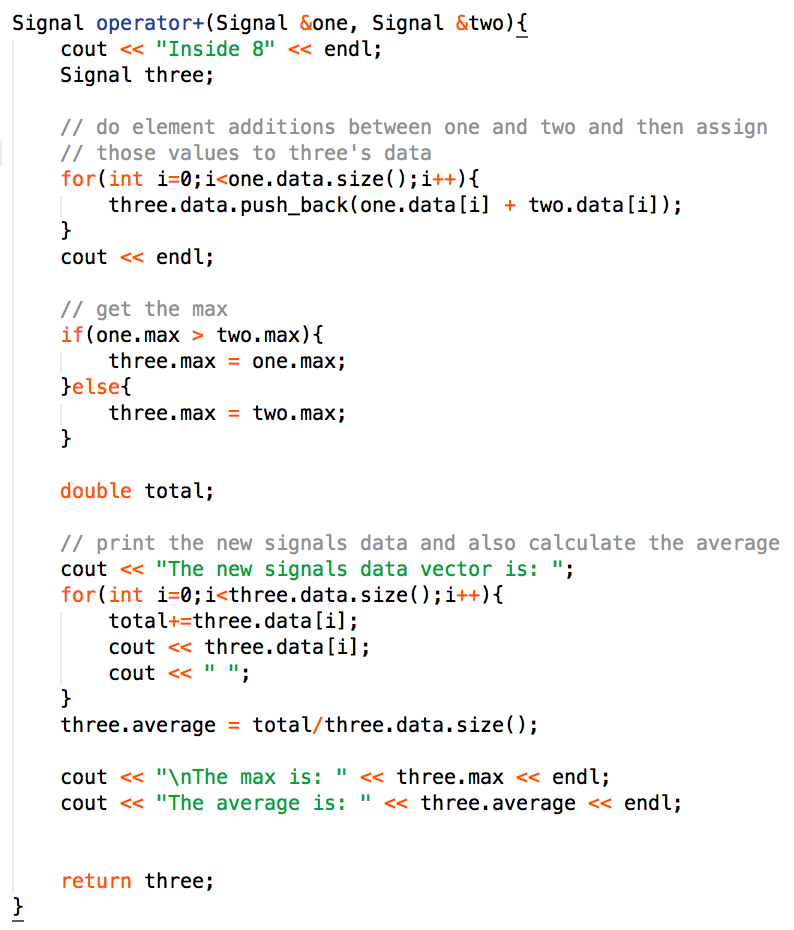 Signal operator+(Signal &one, Signal &two){
    cout << "Inside 8" << endl;
    Signal three;

    // do element additions between one and two and then assign
    // those values to three's data
    for(int i=0;i<one.data.size();i++){
        three.data.push_back(one.data[i] + two.data[i]);
    }
    cout << endl;

    // get the max
    if(one.max > two.max){
        three.max = one.max;
    }else{
        three.max = two.max;
    }

    double total;

    // print the new signals data and also calculate the average
    cout << "The new signals data vector is: ";
    for(int i=0;i<three.data.size();i++){
        total+=three.data[i];
        cout << three.data[i];
        cout << " ";
    }
    three.average = total/three.data.size();

    cout << "\nThe max is: " << three.max << endl;
    cout << "The average is: " << three.average << endl;


    return three;
}